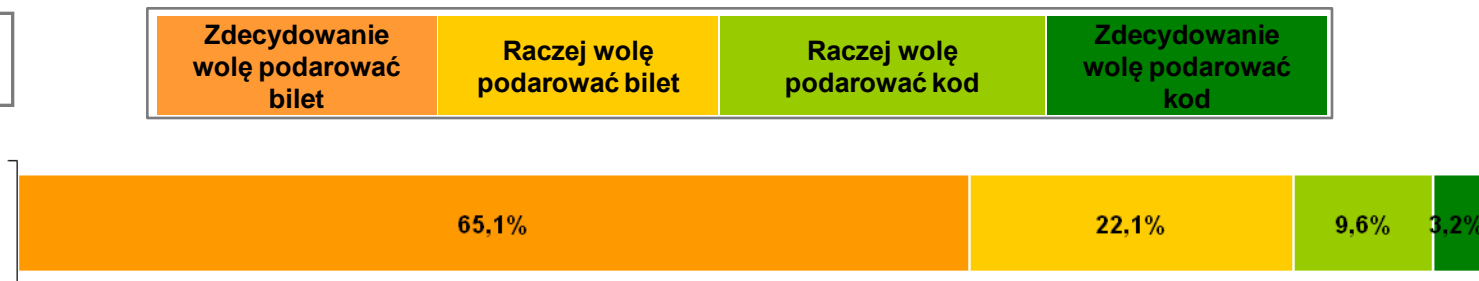 Zdecydowanie
wolę podarować
bilet
Raczej wolę
podarować bilet
Raczej wolę
podarować kod
Zdecydowanie
wolę podarować
kod
65,1%
22,1%
9,6%
3,2%